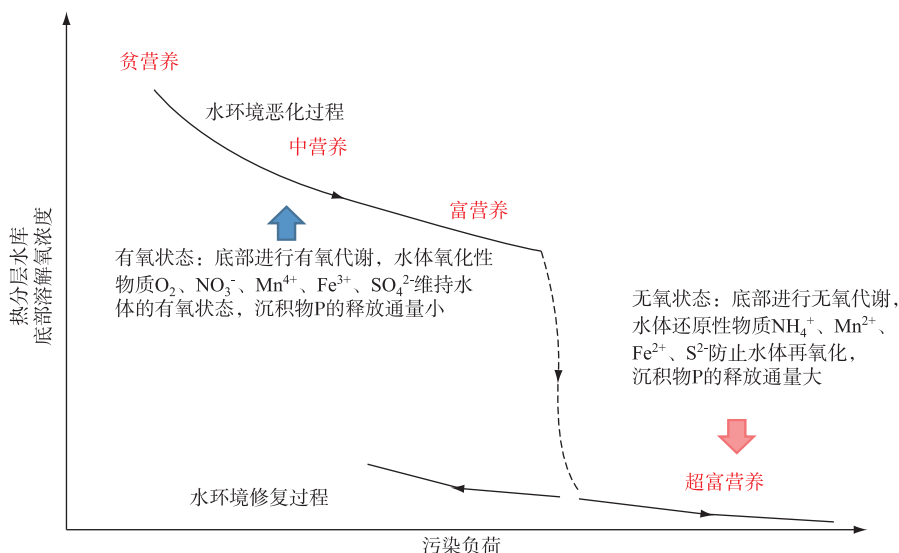 贫营养
水环境恶化过程
中营养
富营养
有氧状态：底部进行有氧代谢，水体氧化性
物质O₂、NO₃⁻、Mn⁴⁺、Fe³⁺、SO₄²⁻维持水
体的有氧状态，沉积物P的释放通量小
无氧状态：底部进行无氧代谢，
水体还原性物质NH₄⁺、Mn²⁺、
Fe²⁺、S²⁻防止水体再氧化，
沉积物P的释放通量大
超富营养
水环境修复过程
热分层水库
底部溶解氧浓度
污染负荷